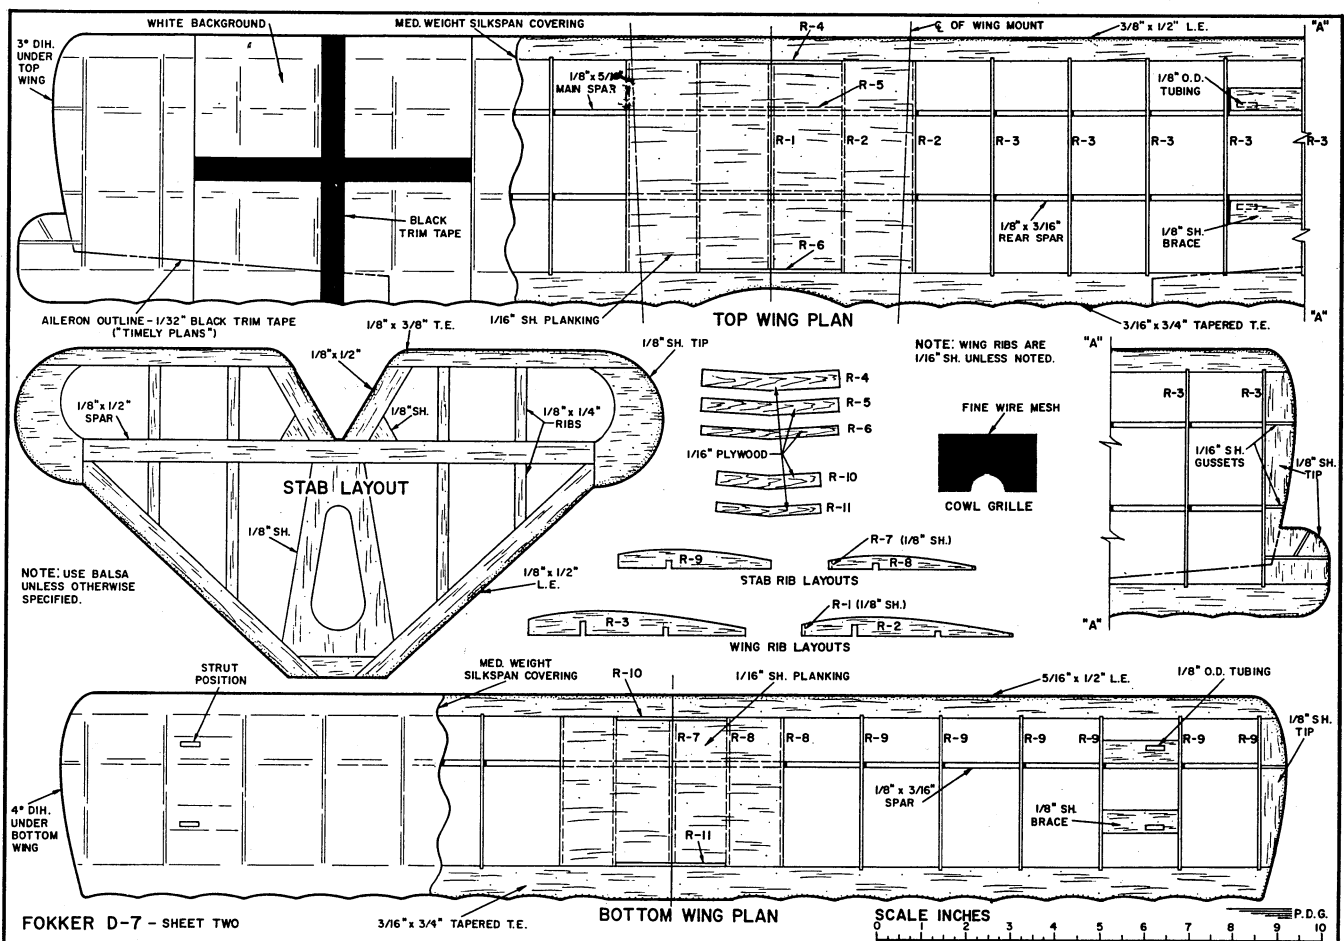 WHITE BACKGROUND
MED. WEIGHT SILKSPAN COVERING
R-4
℄ OF WING MOUNT
3/8" x 1/2" L.E.
"A"
3° DIH.
UNDER
TOP
WING
1/8" x 5/16"
MAIN SPAR
R-5
1/8" O.D.
TUBING
R-1
R-2
R-2
R-3
R-3
R-3
R-3
R-3
BLACK
TRIM TAPE
R-6
1/8" x 3/16"
REAR SPAR
1/8" SH.
BRACE
AILERON OUTLINE - 1/32" BLACK TRIM TAPE
("TIMELY PLANS")
1/8" x 3/8" T.E.
1/16" SH. PLANKING
TOP WING PLAN
3/16" x 3/4" TAPERED T.E.
"A"
1/8" x 1/2"
1/8" SH. TIP
NOTE: WING RIBS ARE
1/16" SH. UNLESS NOTED.
"A"
1/8" x 1/2"
SPAR
1/8" SH.
1/8" x 1/4"
RIBS
R-4
R-5
R-6
1/16" PLYWOOD
R-10
R-11
FINE WIRE MESH
COWL GRILLE
R-3
R-3
1/16" SH.
GUSSETS
1/8" SH.
TIP
STAB LAYOUT
1/8" SH.
NOTE: USE BALSA
UNLESS OTHERWISE
SPECIFIED.
1/8" x 1/2"
L.E.
R-9
R-7 (1/8" SH.)
R-8
STAB RIB LAYOUTS
R-3
R-1 (1/8" SH.)
R-2
WING RIB LAYOUTS
"A"
STRUT
POSITION
MED. WEIGHT
SILKSPAN COVERING
R-10
1/16" SH. PLANKING
5/16" x 1/2" L.E.
1/8" O.D. TUBING
1/8" SH.
TIP
R-7
R-8
R-8
R-9
R-9
R-9
R-9
R-9
R-9
4° DIH.
UNDER
BOTTOM
WING
1/8" x 3/16"
SPAR
1/8" SH.
BRACE
R-11
FOKKER D-7 - SHEET TWO
3/16" x 3/4" TAPERED T.E.
BOTTOM WING PLAN
SCALE INCHES
P.D.G.
0 1 2 3 4 5 6 7 8 9 10